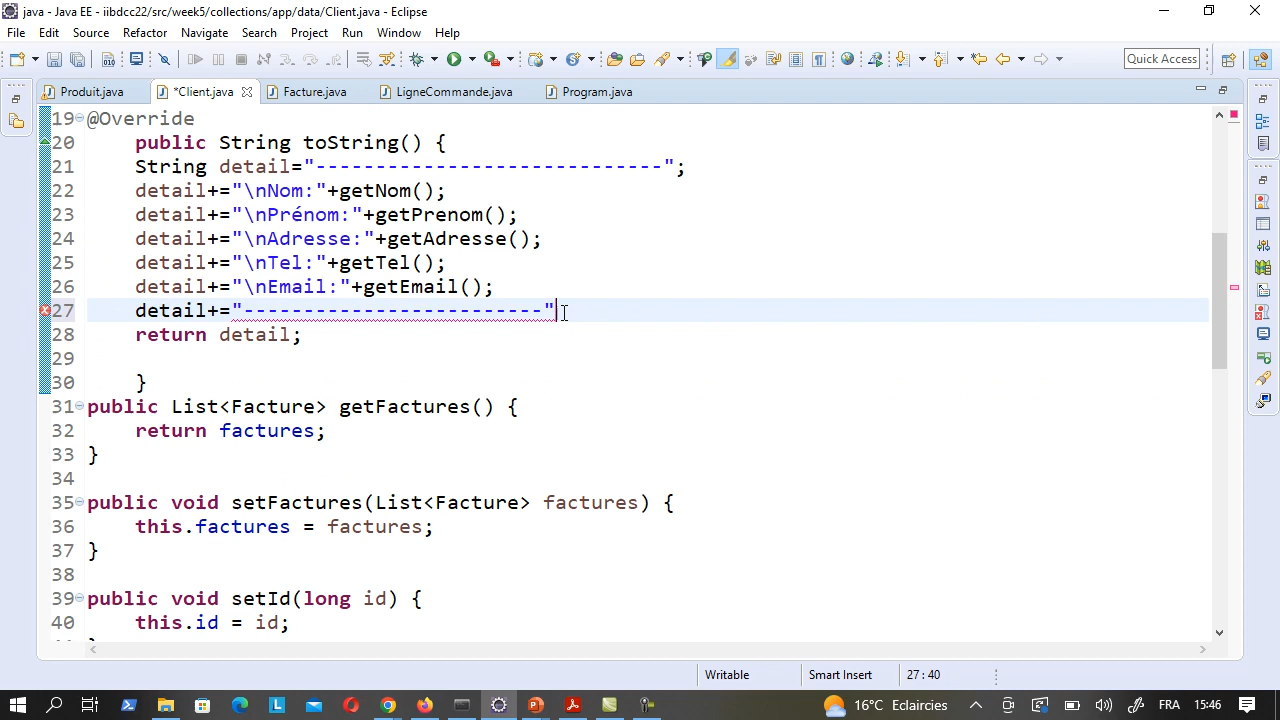 java - Java EE - iibdcc22/src/week5/collections/app/data/Client.java - Eclipse
File Edit Source Refactor Navigate Search Project Run Window Help
Quick Access
Produit.java *Client.java Facture.java LigneCommande.java Program.java
19 @Override
20 public String toString() {
21 String detail="-----------------------------";
22 detail+="\nNom:"+getNom();
23 detail+="\nPrénom:"+getPrenom();
24 detail+="\nAdresse:"+getAdresse();
25 detail+="\nTel:"+getTel();
26 detail+="\nEmail:"+getEmail();
27 detail+="-------------------------"
28 return detail;
29
30 }
31 public List<Facture> getFactures() {
32 return factures;
33 }
34
35 public void setFactures(List<Facture> factures) {
36 this.factures = factures;
37 }
38
39 public void setId(long id) {
40 this.id = id;
Writable Smart Insert 27 : 40
16°C Eclaircies FRA 15:46